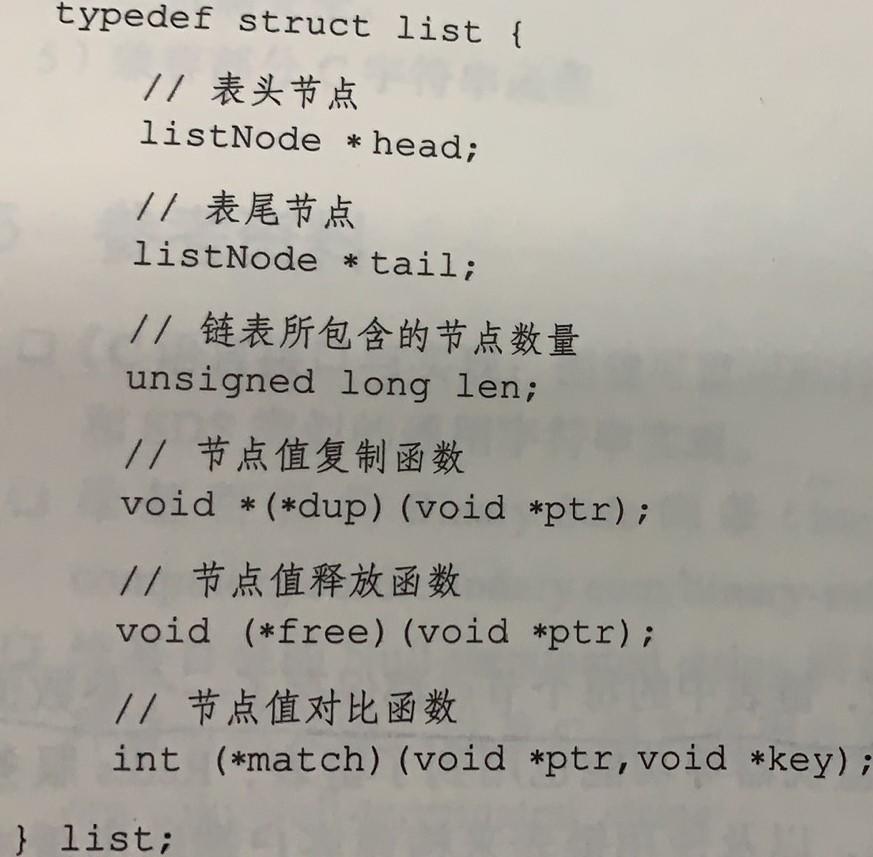 typedef struct list {
// 表头节点
listNode *head;
// 表尾节点
listNode *tail;
// 链表所包含的节点数量
unsigned long len;
// 节点值复制函数
void *(*dup)(void *ptr);
// 节点值释放函数
void (*free)(void *ptr);
// 节点值对比函数
int (*match)(void *ptr,void *key);
} list;